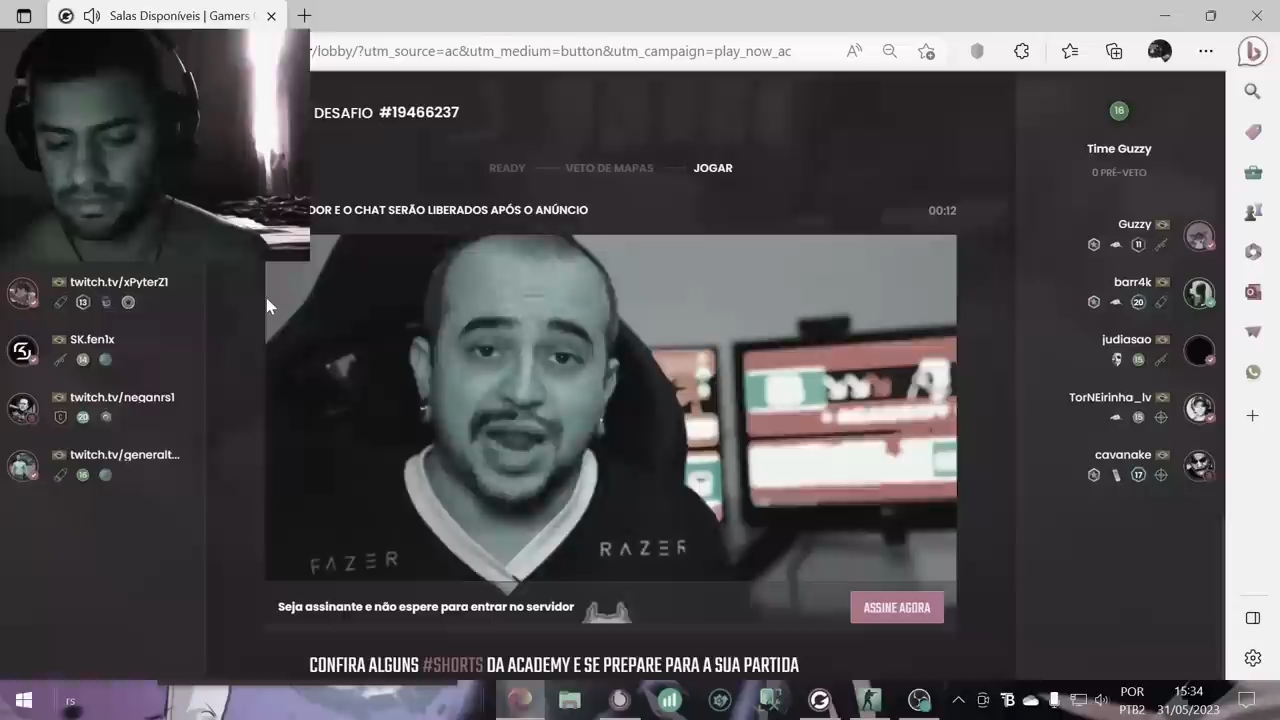 Salas Disponíveis | Gamers
/lobby/?utm_source=ac&utm_medium=button&utm_campaign=play_now_ac
DESAFIO #19466237
16
Time Guzzy
0 PRÉ-VETO
READY
VETO DE MAPAS
JOGAR
DOR E O CHAT SERÃO LIBERADOS APÓS O ANÚNCIO
00:12
twitch.tv/xPyterZ1
13
SK.fen1x
14
twitch.tv/neganrs1
20
twitch.tv/generalt...
16
Guzzy
11
barr4k
20
judiasao
15
TorNEirinha_lv
15
cavanake
17
FAZER
RAZER
Seja assinante e não espere para entrar no servidor
ASSINE AGORA
CONFIRA ALGUNS #SHORTS DA ACADEMY E SE PREPARE PARA A SUA PARTIDA
rs
POR
PTB2
15:34
31/05/2023